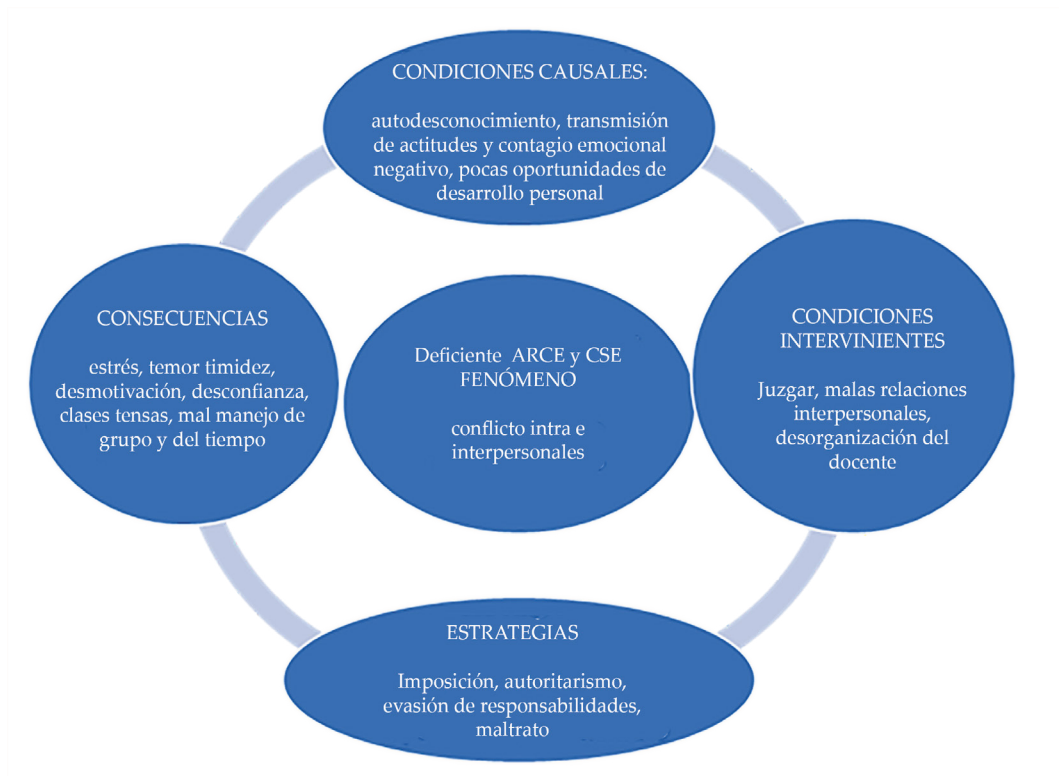 CONDICIONES CAUSALES:
autodesconocimiento, transmisión
de actitudes y contagio emocional
negativo, pocas oportunidades de
desarrollo personal
CONSECUENCIAS
estrés, temor timidez,
desmotivación, desconfianza,
clases tensas, mal manejo de
grupo y del tiempo
Deficiente ARCE y CSE
FENÓMENO
conflicto intra e
interpersonales
CONDICIONES
INTERVINIENTES
Juzgar, malas relaciones
interpersonales,
desorganización del
docente
ESTRATEGIAS
Imposición, autoritarismo,
evasión de responsabilidades,
maltrato